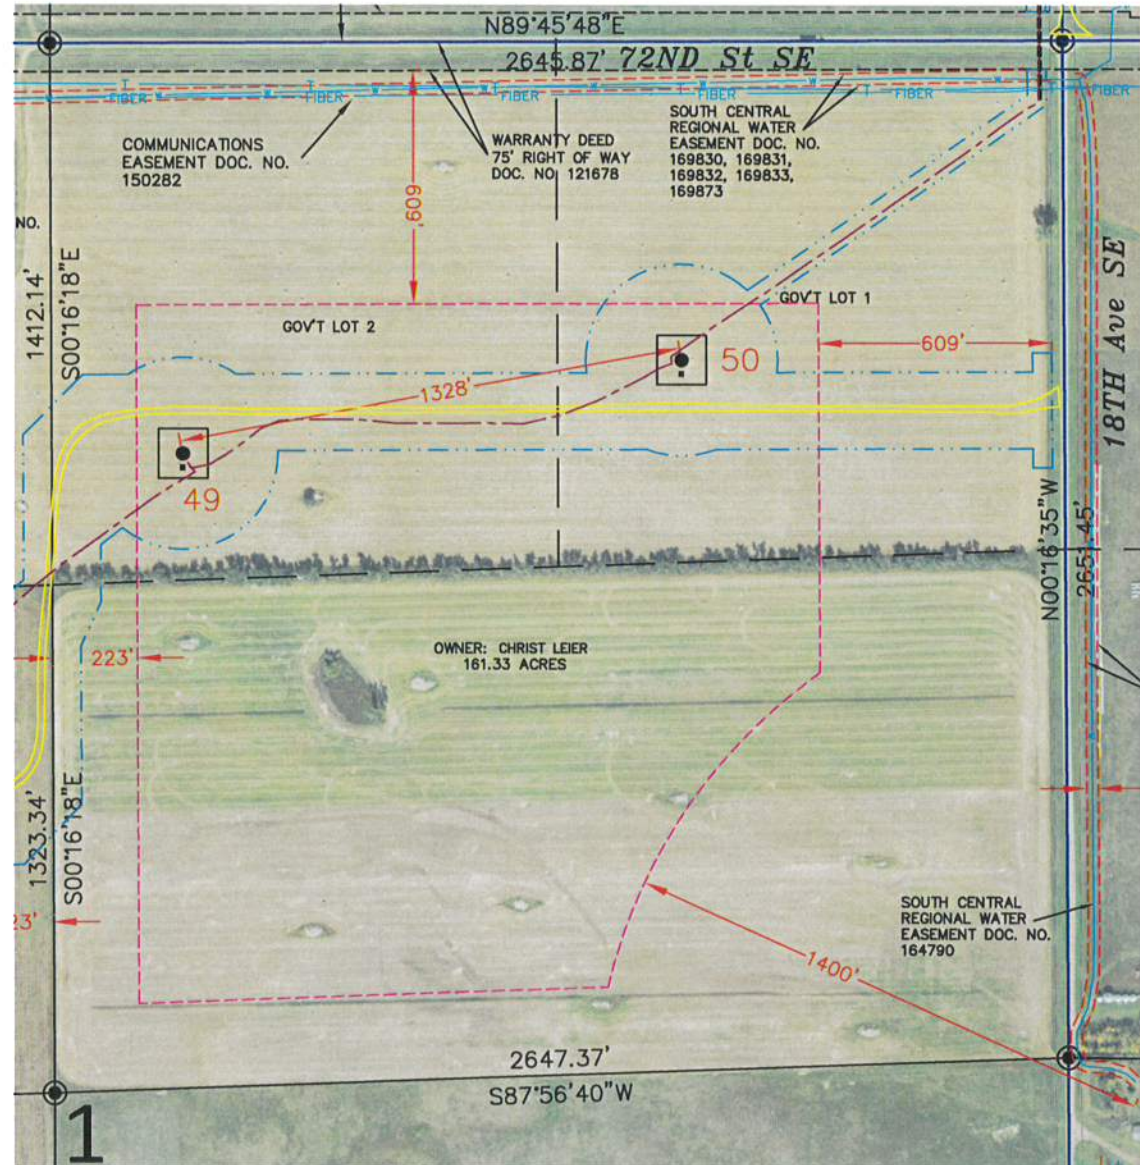 N89°45'48"E
2645.87' 72ND St SE
T T T W T W T
FIBER W FIBER W W FIBER W FIBER FIBER FIBER
COMMUNICATIONS
EASEMENT DOC. NO.
150282
WARRANTY DEED
75' RIGHT OF WAY
DOC. NO. 121678
SOUTH CENTRAL
REGIONAL WATER
EASEMENT DOC. NO.
169830, 169831,
169832, 169833,
169873
NO.
609'
1412.14'
S00°16'18"E
18TH Ave SE
GOV'T LOT 2
GOV'T LOT 1
609'
50
1328'
49
N00°16'35"W
2651.45'
223'
OWNER: CHRIST LEIER
161.33 ACRES
1323.34'
S00°16'18"E
23'
SOUTH CENTRAL
REGIONAL WATER
EASEMENT DOC. NO.
164790
1400'
2647.37'
S87°56'40"W
1